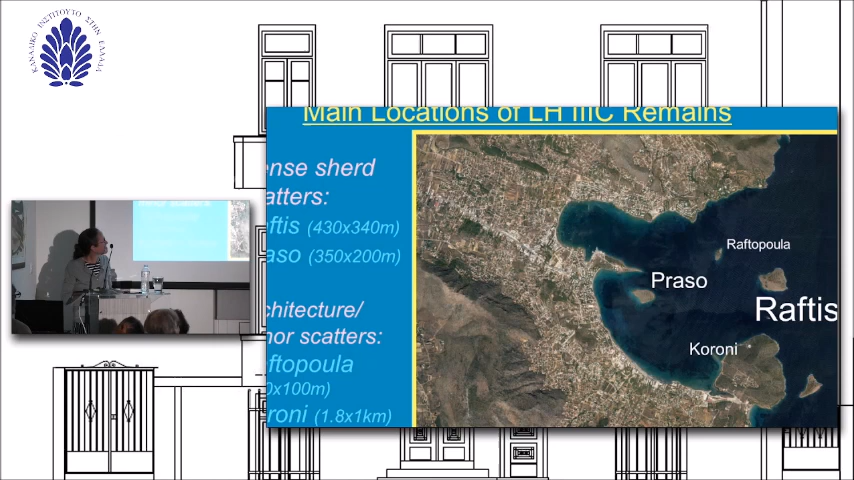 ΚΑΝΑΔΙΚΟ ΙΝΣΤΙΤΟΥΤΟ ΣΤΗΝ ΕΛΛΑΔΑ
Main Locations of LH IIIC Remains
ense sherd
atters:
aftis (430x340m)
aso (350x200m)
chitecture/
nor scatters:
ftopoula
0x100m)
roni (1.8x1km)
Raftopoula
Praso
Raftis
Koroni